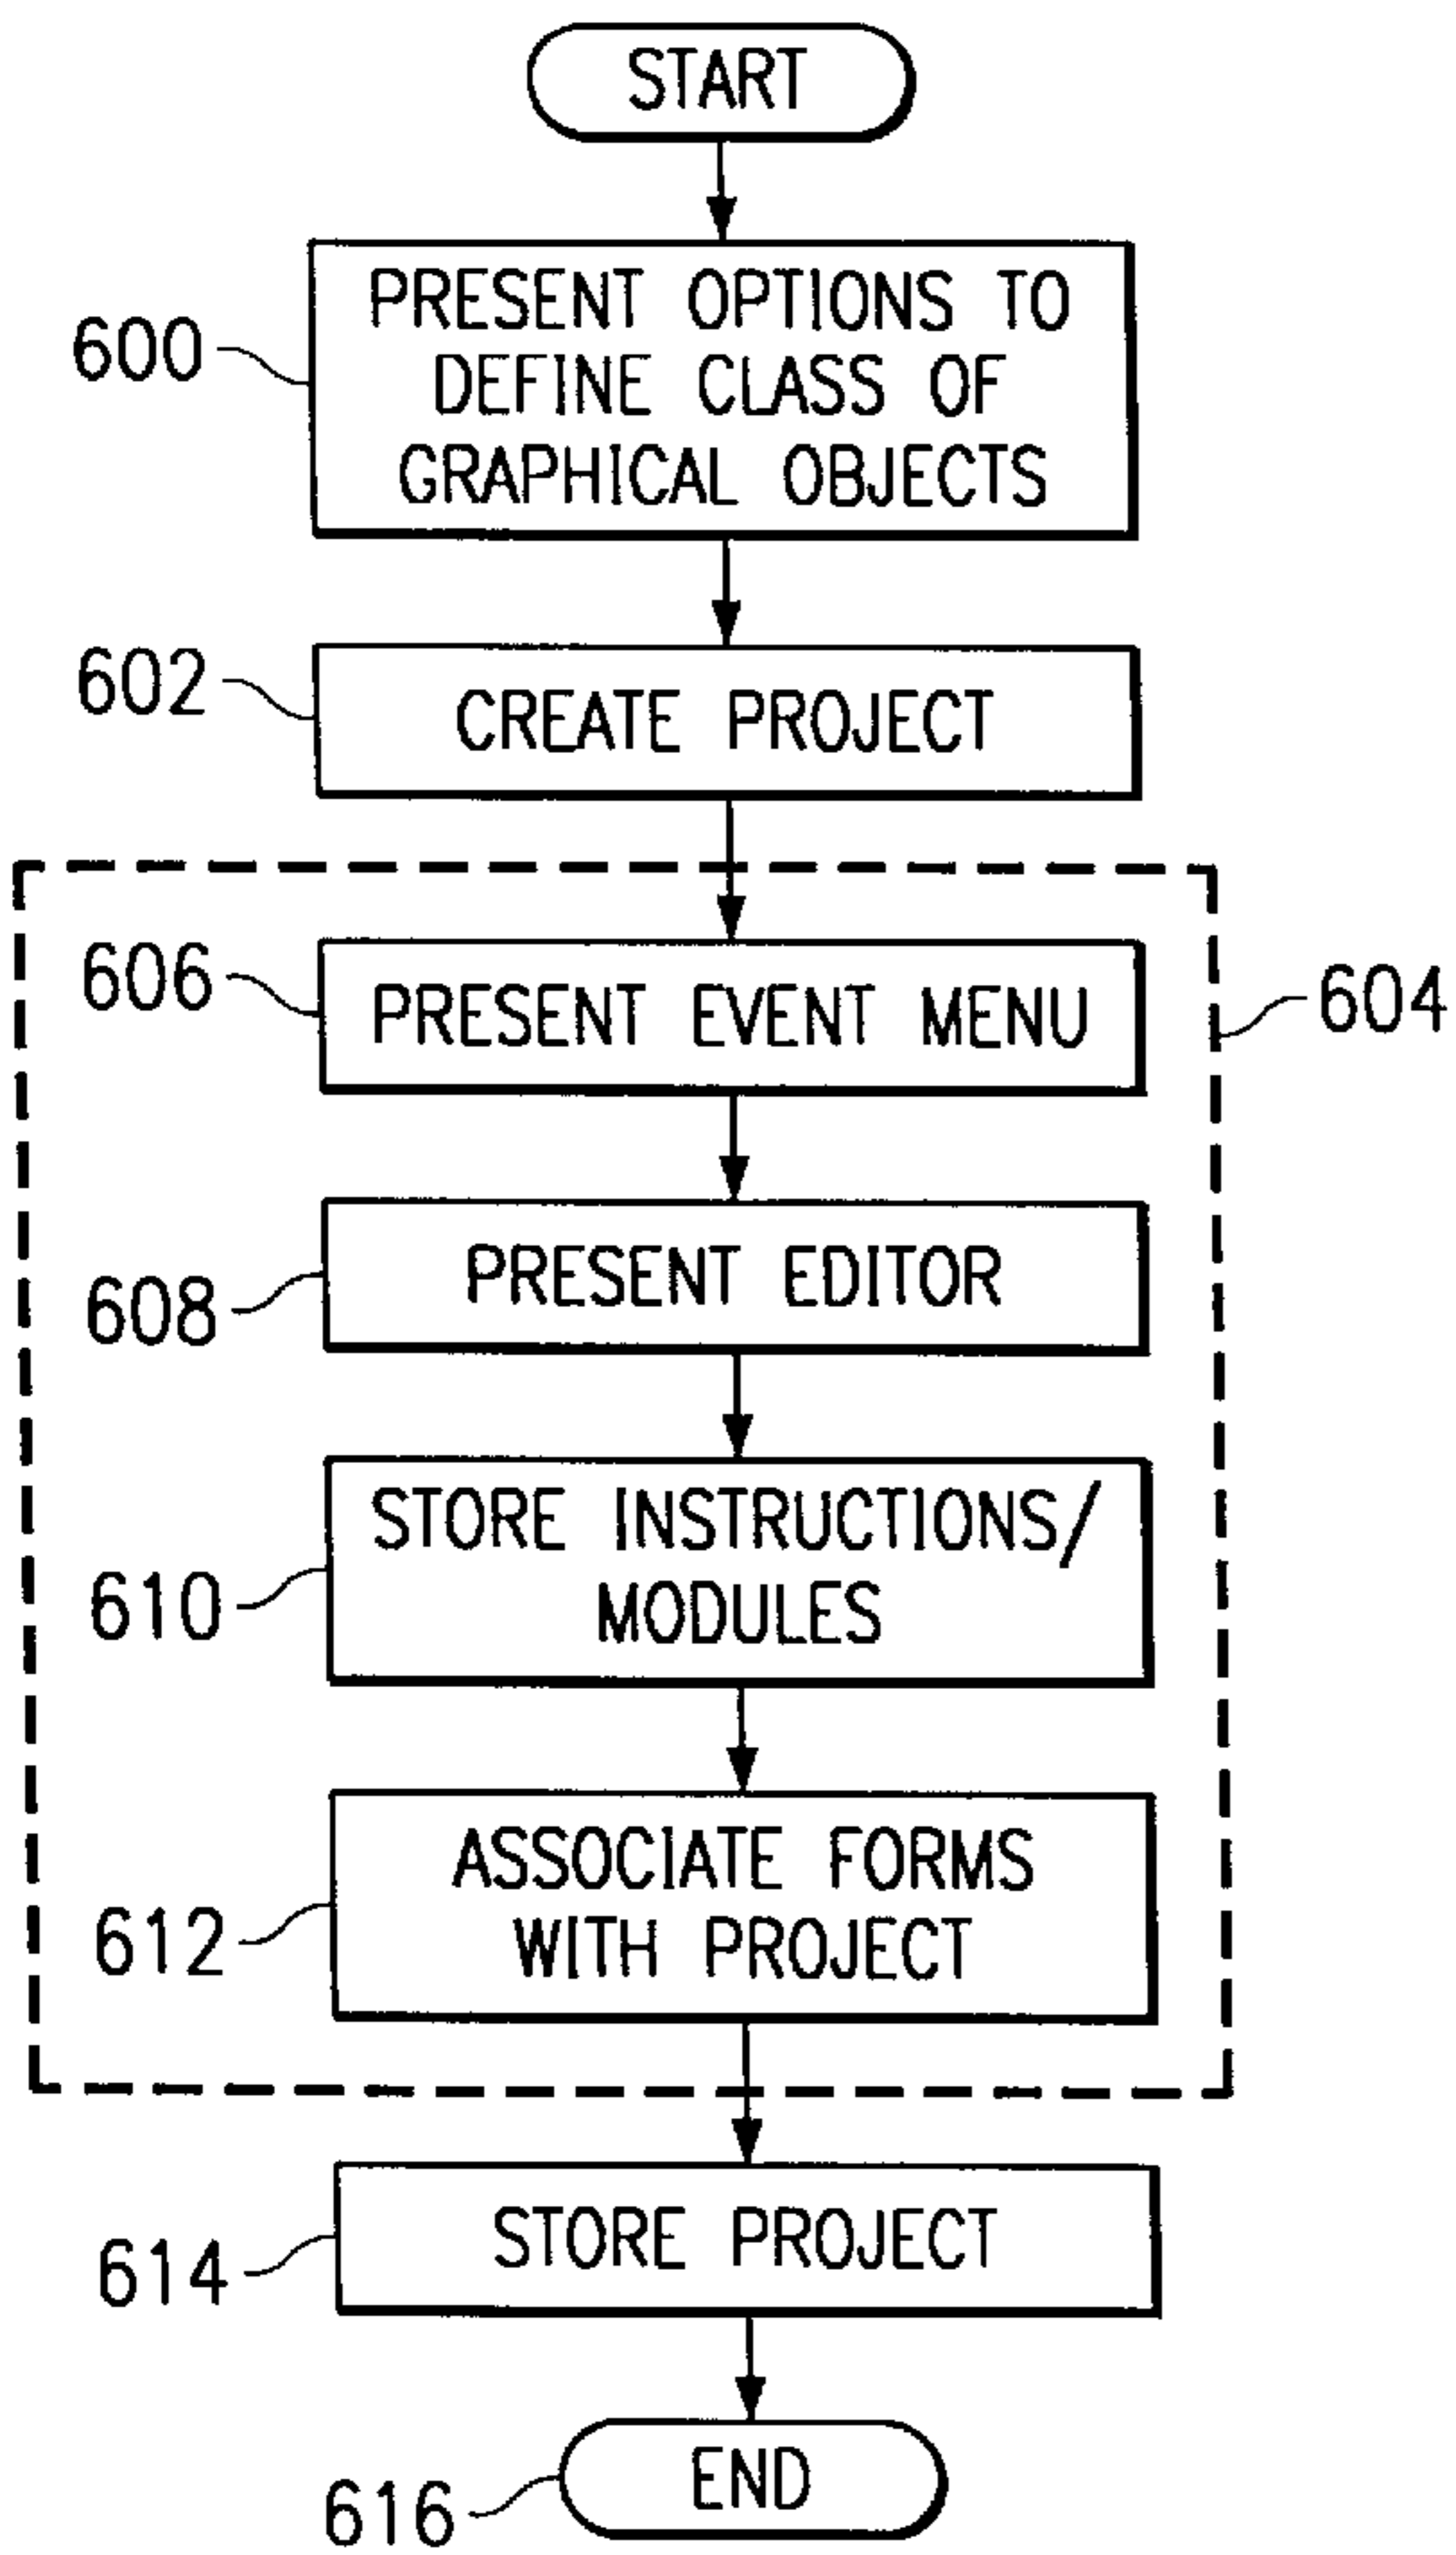 START
600
PRESENT OPTIONS TO
DEFINE CLASS OF
GRAPHICAL OBJECTS
602
CREATE PROJECT
606
PRESENT EVENT MENU
604
608
PRESENT EDITOR
610
STORE INSTRUCTIONS/
MODULES
612
ASSOCIATE FORMS
WITH PROJECT
614
STORE PROJECT
616
END